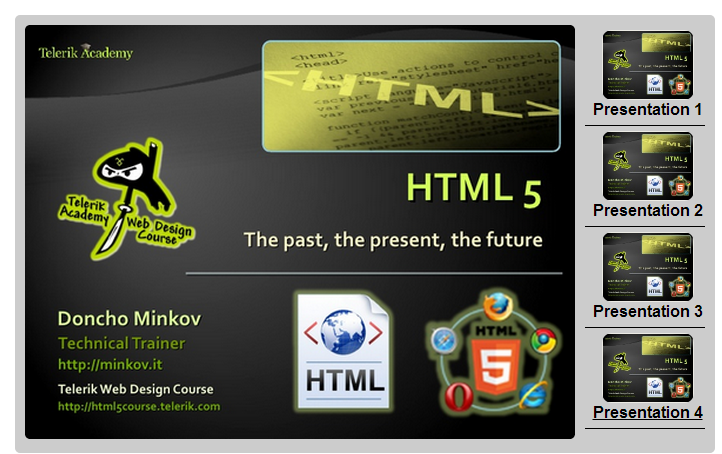 Telerik Academy
<html>
<head>
<HTML>
HTML 5
The past, the present, the future
Telerik
Academy
Web Design
Course
Doncho Minkov
Technical Trainer
http://minkov.it
Telerik Web Design Course
http://html5course.telerik.com
HTML
HTML
5
Presentation 1
Presentation 2
Presentation 3
Presentation 4